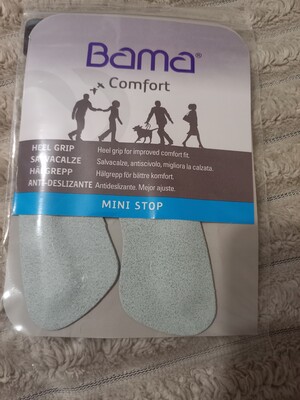 Bama®
Comfort
HEEL GRIP Heel grip for improved comfort fit.
SALVACALZE Salvacalze, antiscivolo, migliora la calzata.
HÄLGREPP Hälgrepp för bättre komfort.
ANTI-DESLIZANTE Antideslizante. Mejor ajuste.
MINI STOP